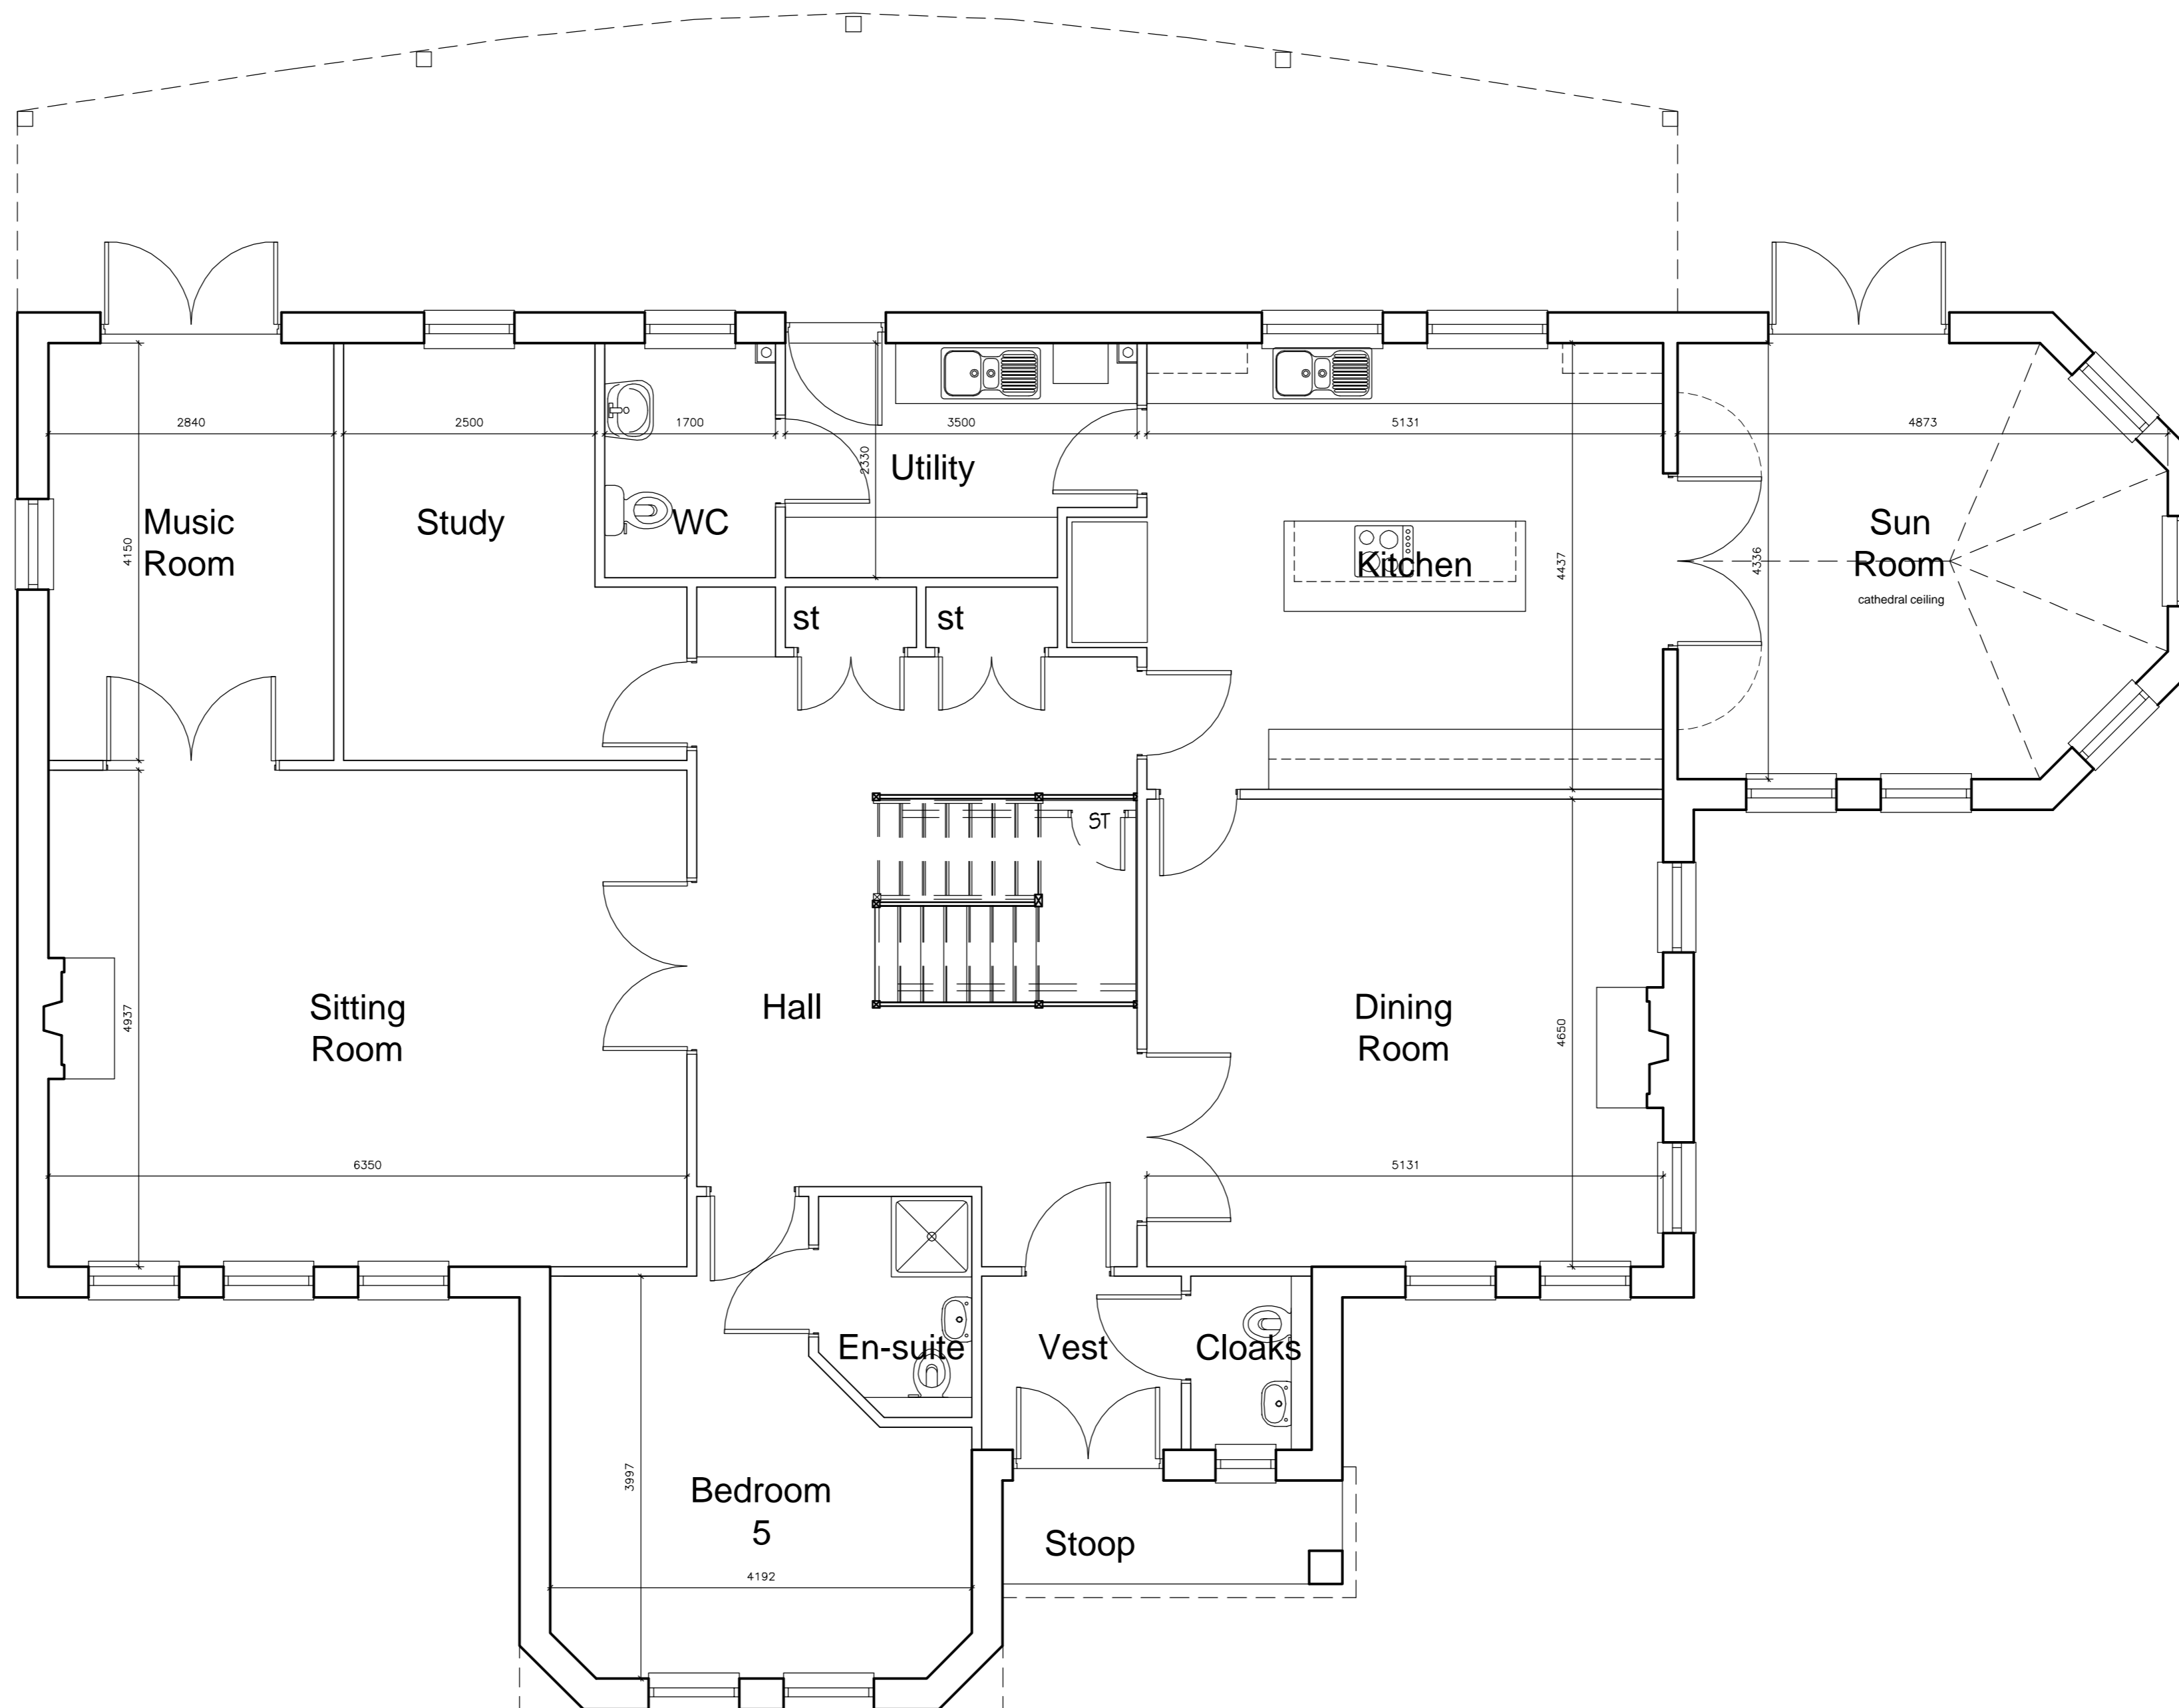 2840
2500
1700
3500
5131
4873
2330
Utility
Music
Room
Study
WC
Sun
Room
cathedral ceiling
4150
Kitchen
4437
4336
st
st
ST
Sitting
Room
4937
Hall
Dining
Room
4650
6350
5131
En-suite
Vest
Cloaks
3997
Bedroom
5
Stoop
4192